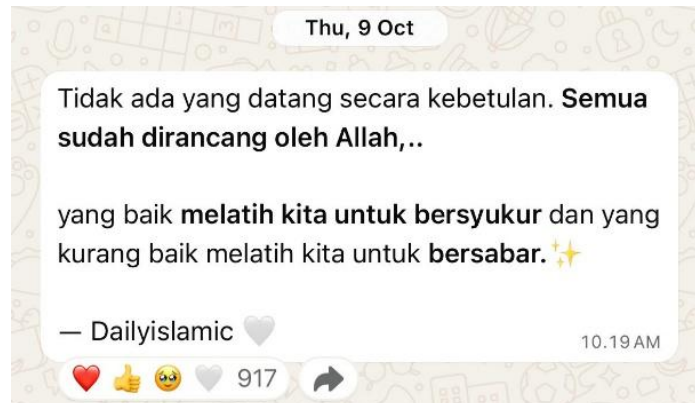 Thu, 9 Oct
Tidak ada yang datang secara kebetulan. Semua
sudah dirancang oleh Allah,..
yang baik melatih kita untuk bersyukur dan yang
kurang baik melatih kita untuk bersabar.✨
— Dailyislamic 🤍
10.19 AM
❤️ 👍 🥹 🤍 917